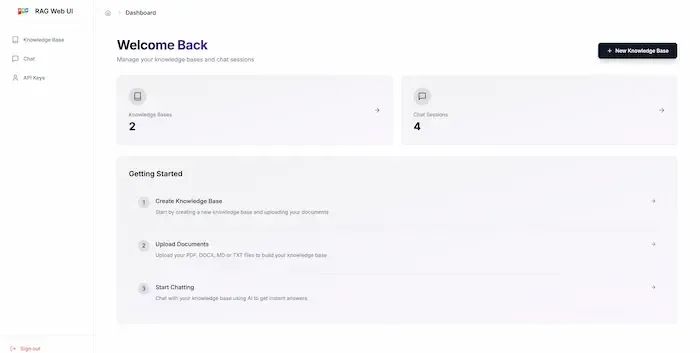 RAG Web UI
Dashboard
Knowledge Base
Chat
API Keys
Welcome Back
Manage your knowledge bases and chat sessions
+ New Knowledge Base
Knowledge Bases
2
Chat Sessions
4
Getting Started
1
Create Knowledge Base
Start by creating a new knowledge base and uploading your documents
2
Upload Documents
Upload your PDF, DOCX, MD or TXT files to build your knowledge base
3
Start Chatting
Chat with your knowledge base using AI to get instant answers
Sign out